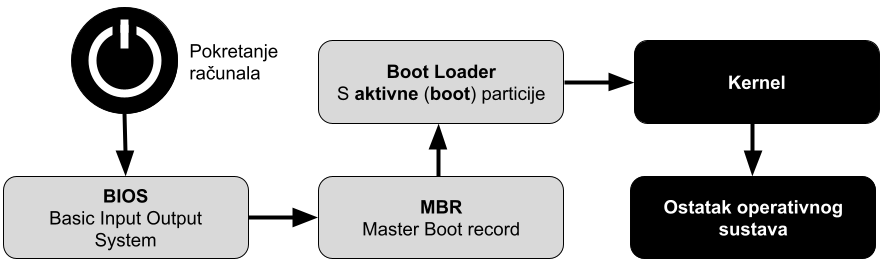 Pokretanje
računala
BIOS
Basic Input Output
System
MBR
Master Boot record
Boot Loader
S aktivne (boot) particije
Kernel
Ostatak operativnog
sustava